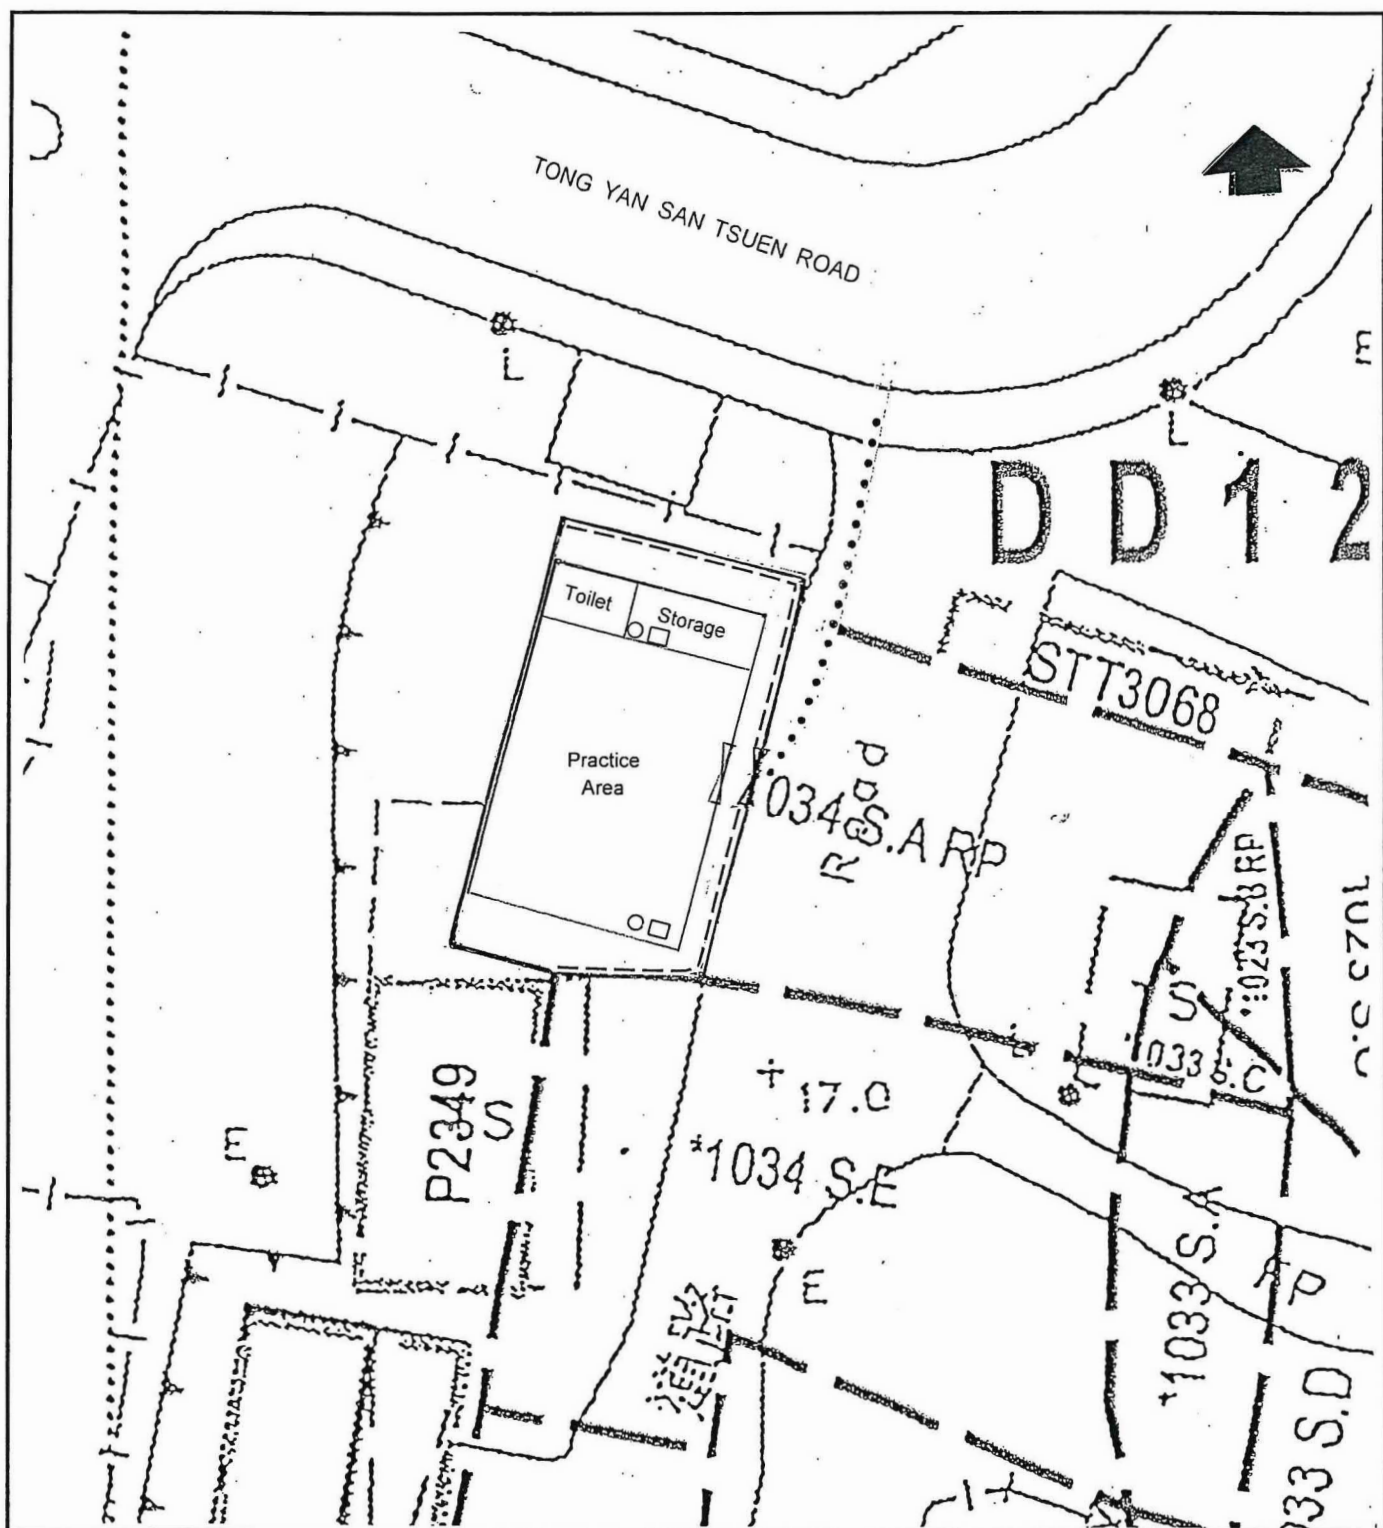 TONG YAN SAN TSUEN ROAD
L
L
m
DD12
Toilet
Storage
STT3068
Practice
Area
Road
1034 S.A RP
1023 S.B RP
S
1033 S.C
17.0
P2349
S
m
1034 S.E
E
1033 S.A
RP
33 S.D